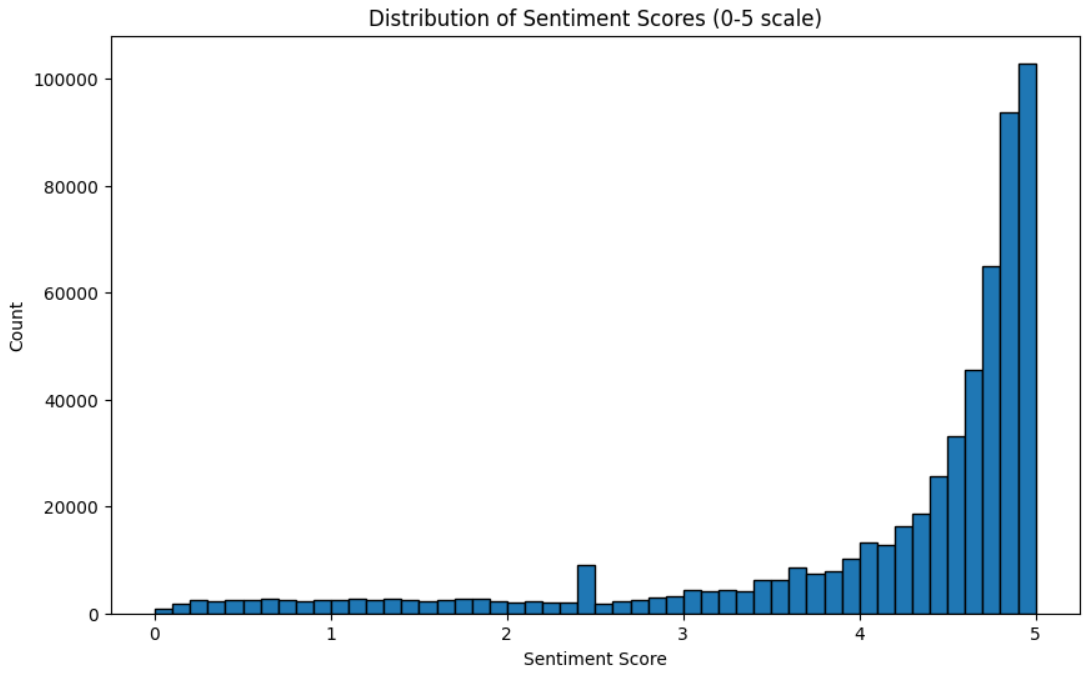 Distribution of Sentiment Scores (0-5 scale)
100000
80000
60000
40000
20000
0
Count
0 1 2 3 4 5
Sentiment Score